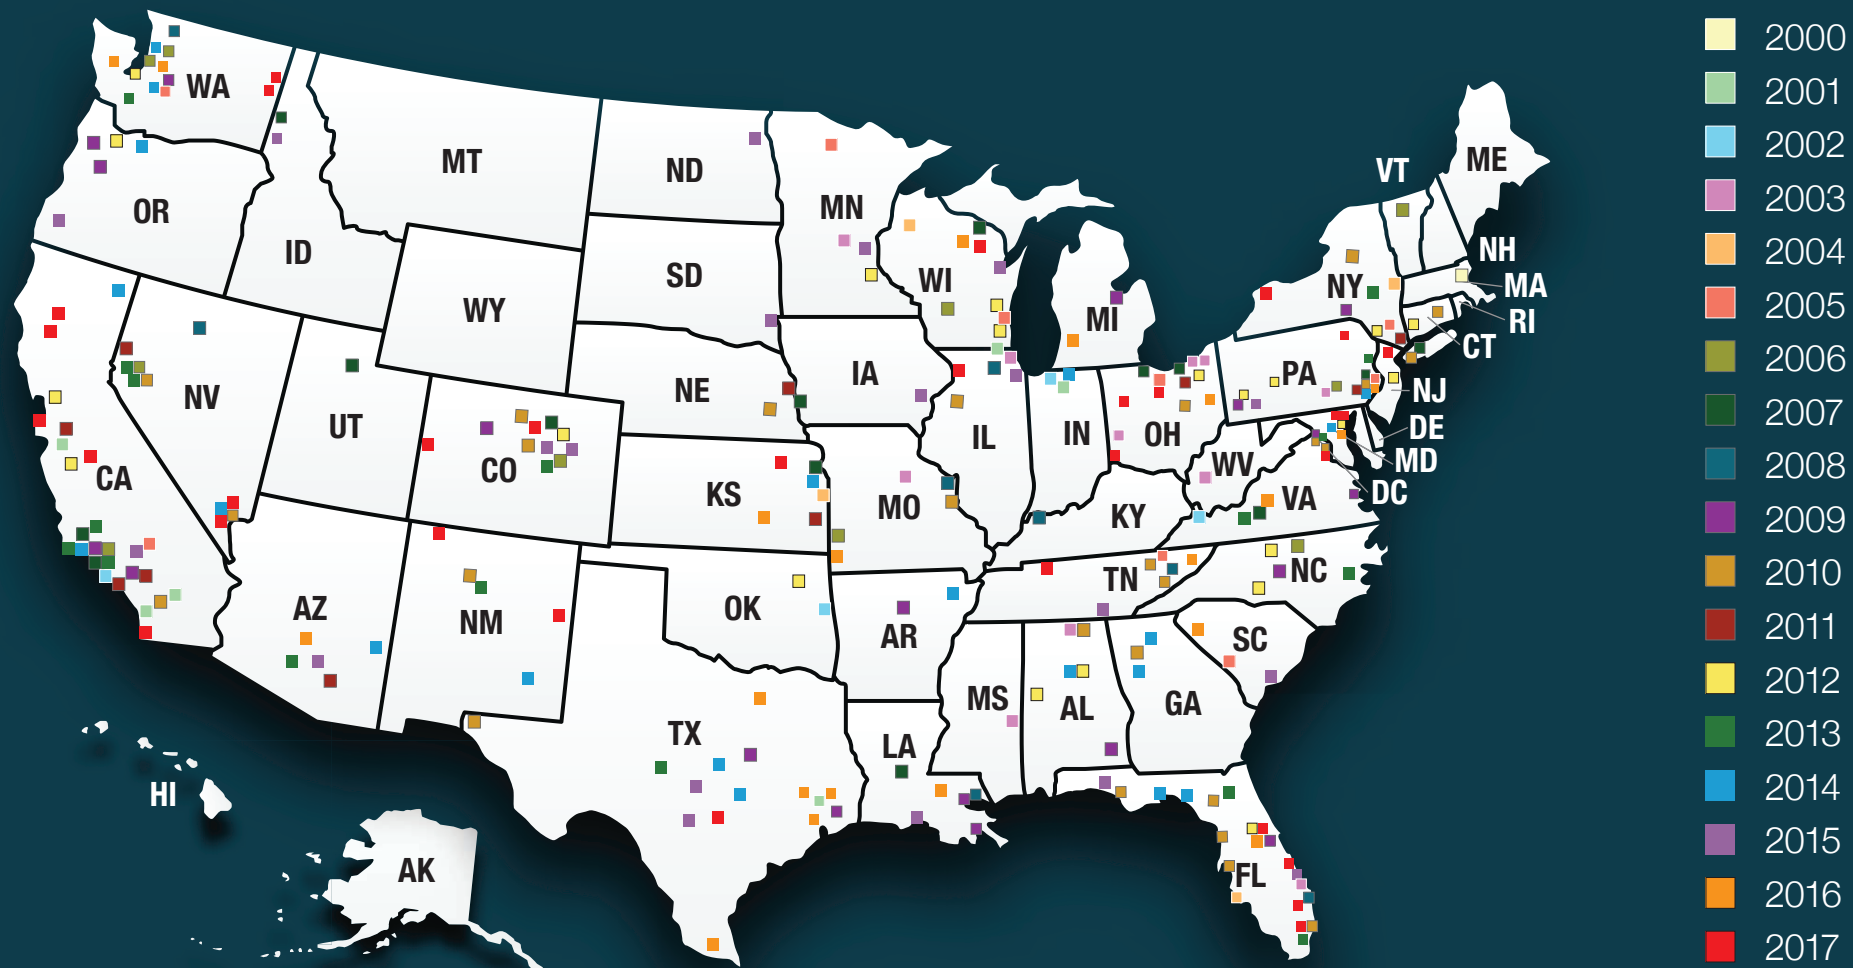 WA
MT
ND
MN
VT
ME
OR
ID
SD
WI
MI
NY
NH
MA
RI
CT
WY
IA
NE
PA
NJ
NV
UT
CO
IL
IN
OH
DE
MD
DC
CA
KS
MO
WV
VA
KY
AZ
NM
OK
AR
TN
NC
SC
MS
AL
GA
TX
LA
HI
AK
FL
2000
2001
2002
2003
2004
2005
2006
2007
2008
2009
2010
2011
2012
2013
2014
2015
2016
2017